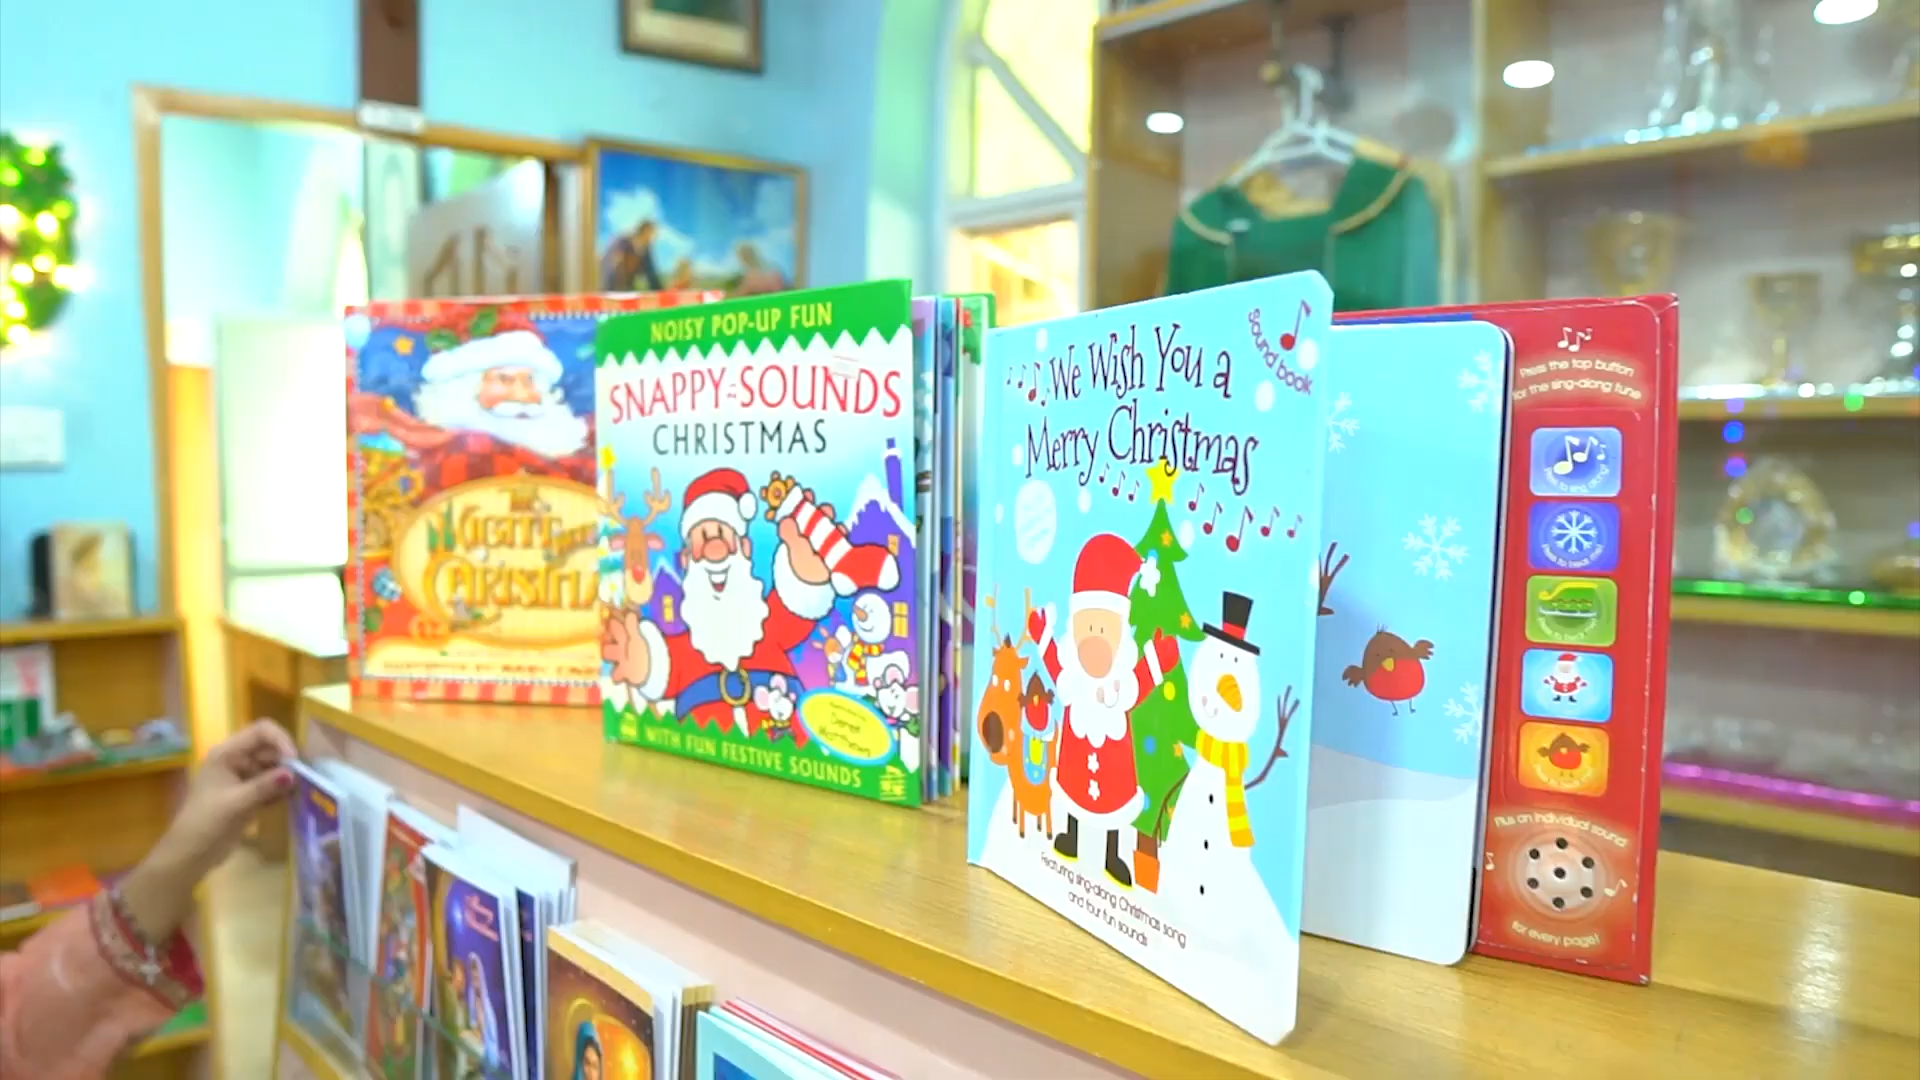 NIGHT
CHRISTMA
NOISY POP-UP FUN
SNAPPY SOUNDS
CHRISTMAS
WITH FUN FESTIVE SOUNDS
Sound book
We Wish You a
Merry Christmas
Featuring sing-along Christmas song
and four fun sounds
Press the top button
for the sing-along tune
Plus an individual sound
for every page!